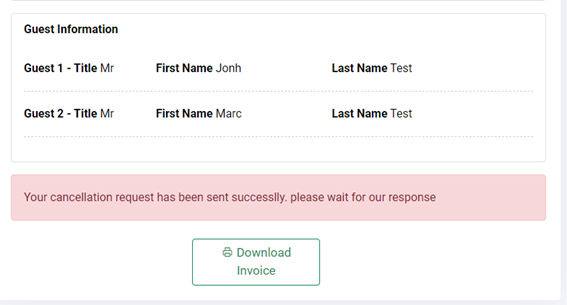 Guest Information
Guest 1 - Title Mr First Name Jonh Last Name Test
Guest 2 - Title Mr First Name Marc Last Name Test
Your cancellation request has been sent successlly. please wait for our response
Download
Invoice